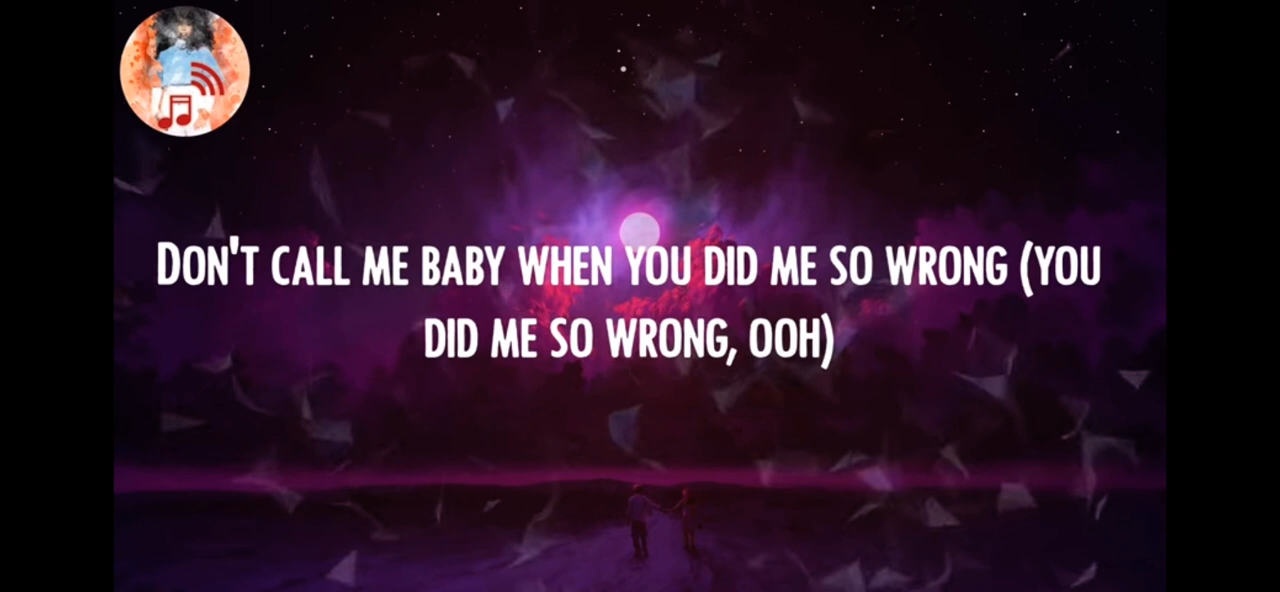 Don't call me baby when you did me so wrong (you
did me so wrong, ooh)